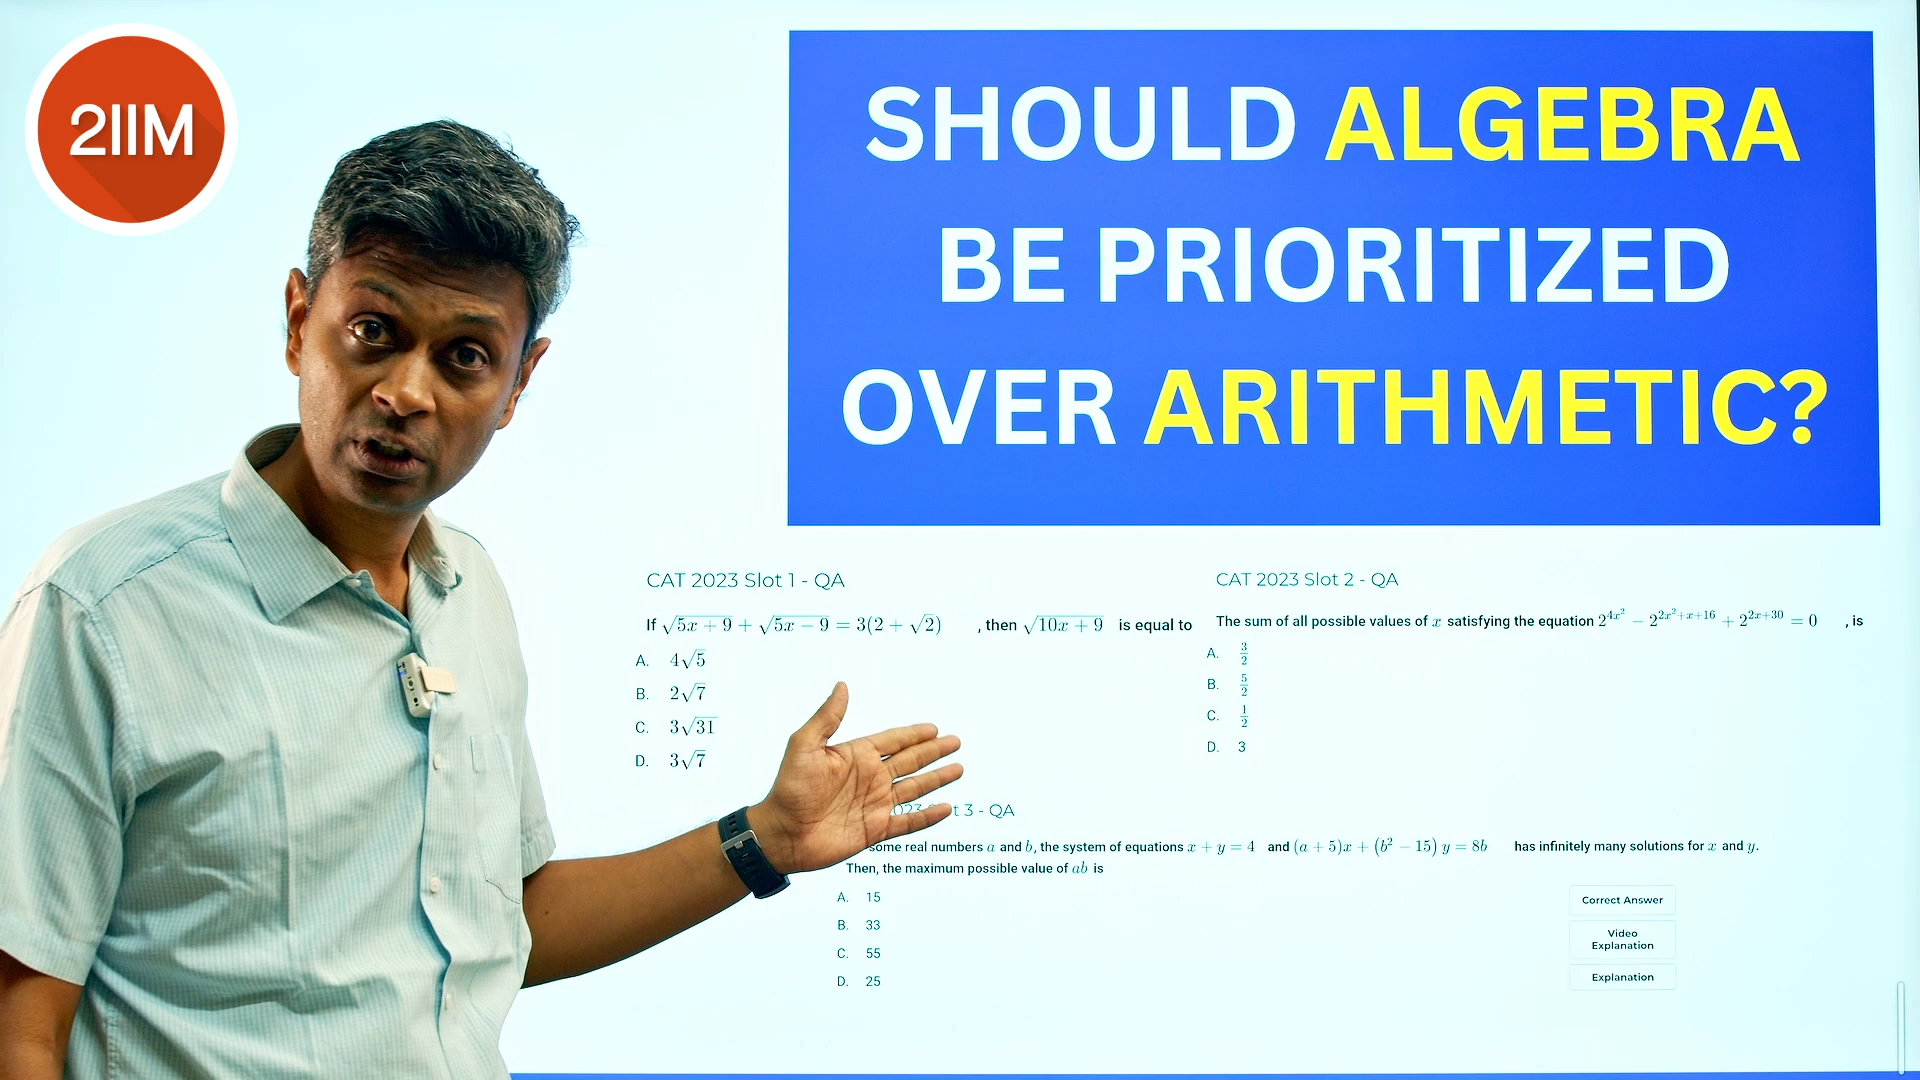 2IIM
SHOULD ALGEBRA
BE PRIORITIZED
OVER ARITHMETIC?
CAT 2023 Slot 1 - QA
If √(5x + 9) + √(5x − 9) = 3(2 + √2) , then √(10x + 9) is equal to
A. 4√5
B. 2√7
C. 3√31
D. 3√7
CAT 2023 Slot 2 - QA
The sum of all possible values of x satisfying the equation 2^(4x²) − 2^(2x²+x+16) + 2^(2x+30) = 0 , is
A. 3/2
B. 5/2
C. 1/2
D. 3
2023 Slot 3 - QA
some real numbers a and b, the system of equations x + y = 4 and (a + 5)x + (b² − 15) y = 8b has infinitely many solutions for x and y.
Then, the maximum possible value of ab is
A. 15
B. 33
C. 55
D. 25
Correct Answer
Video
Explanation
Explanation